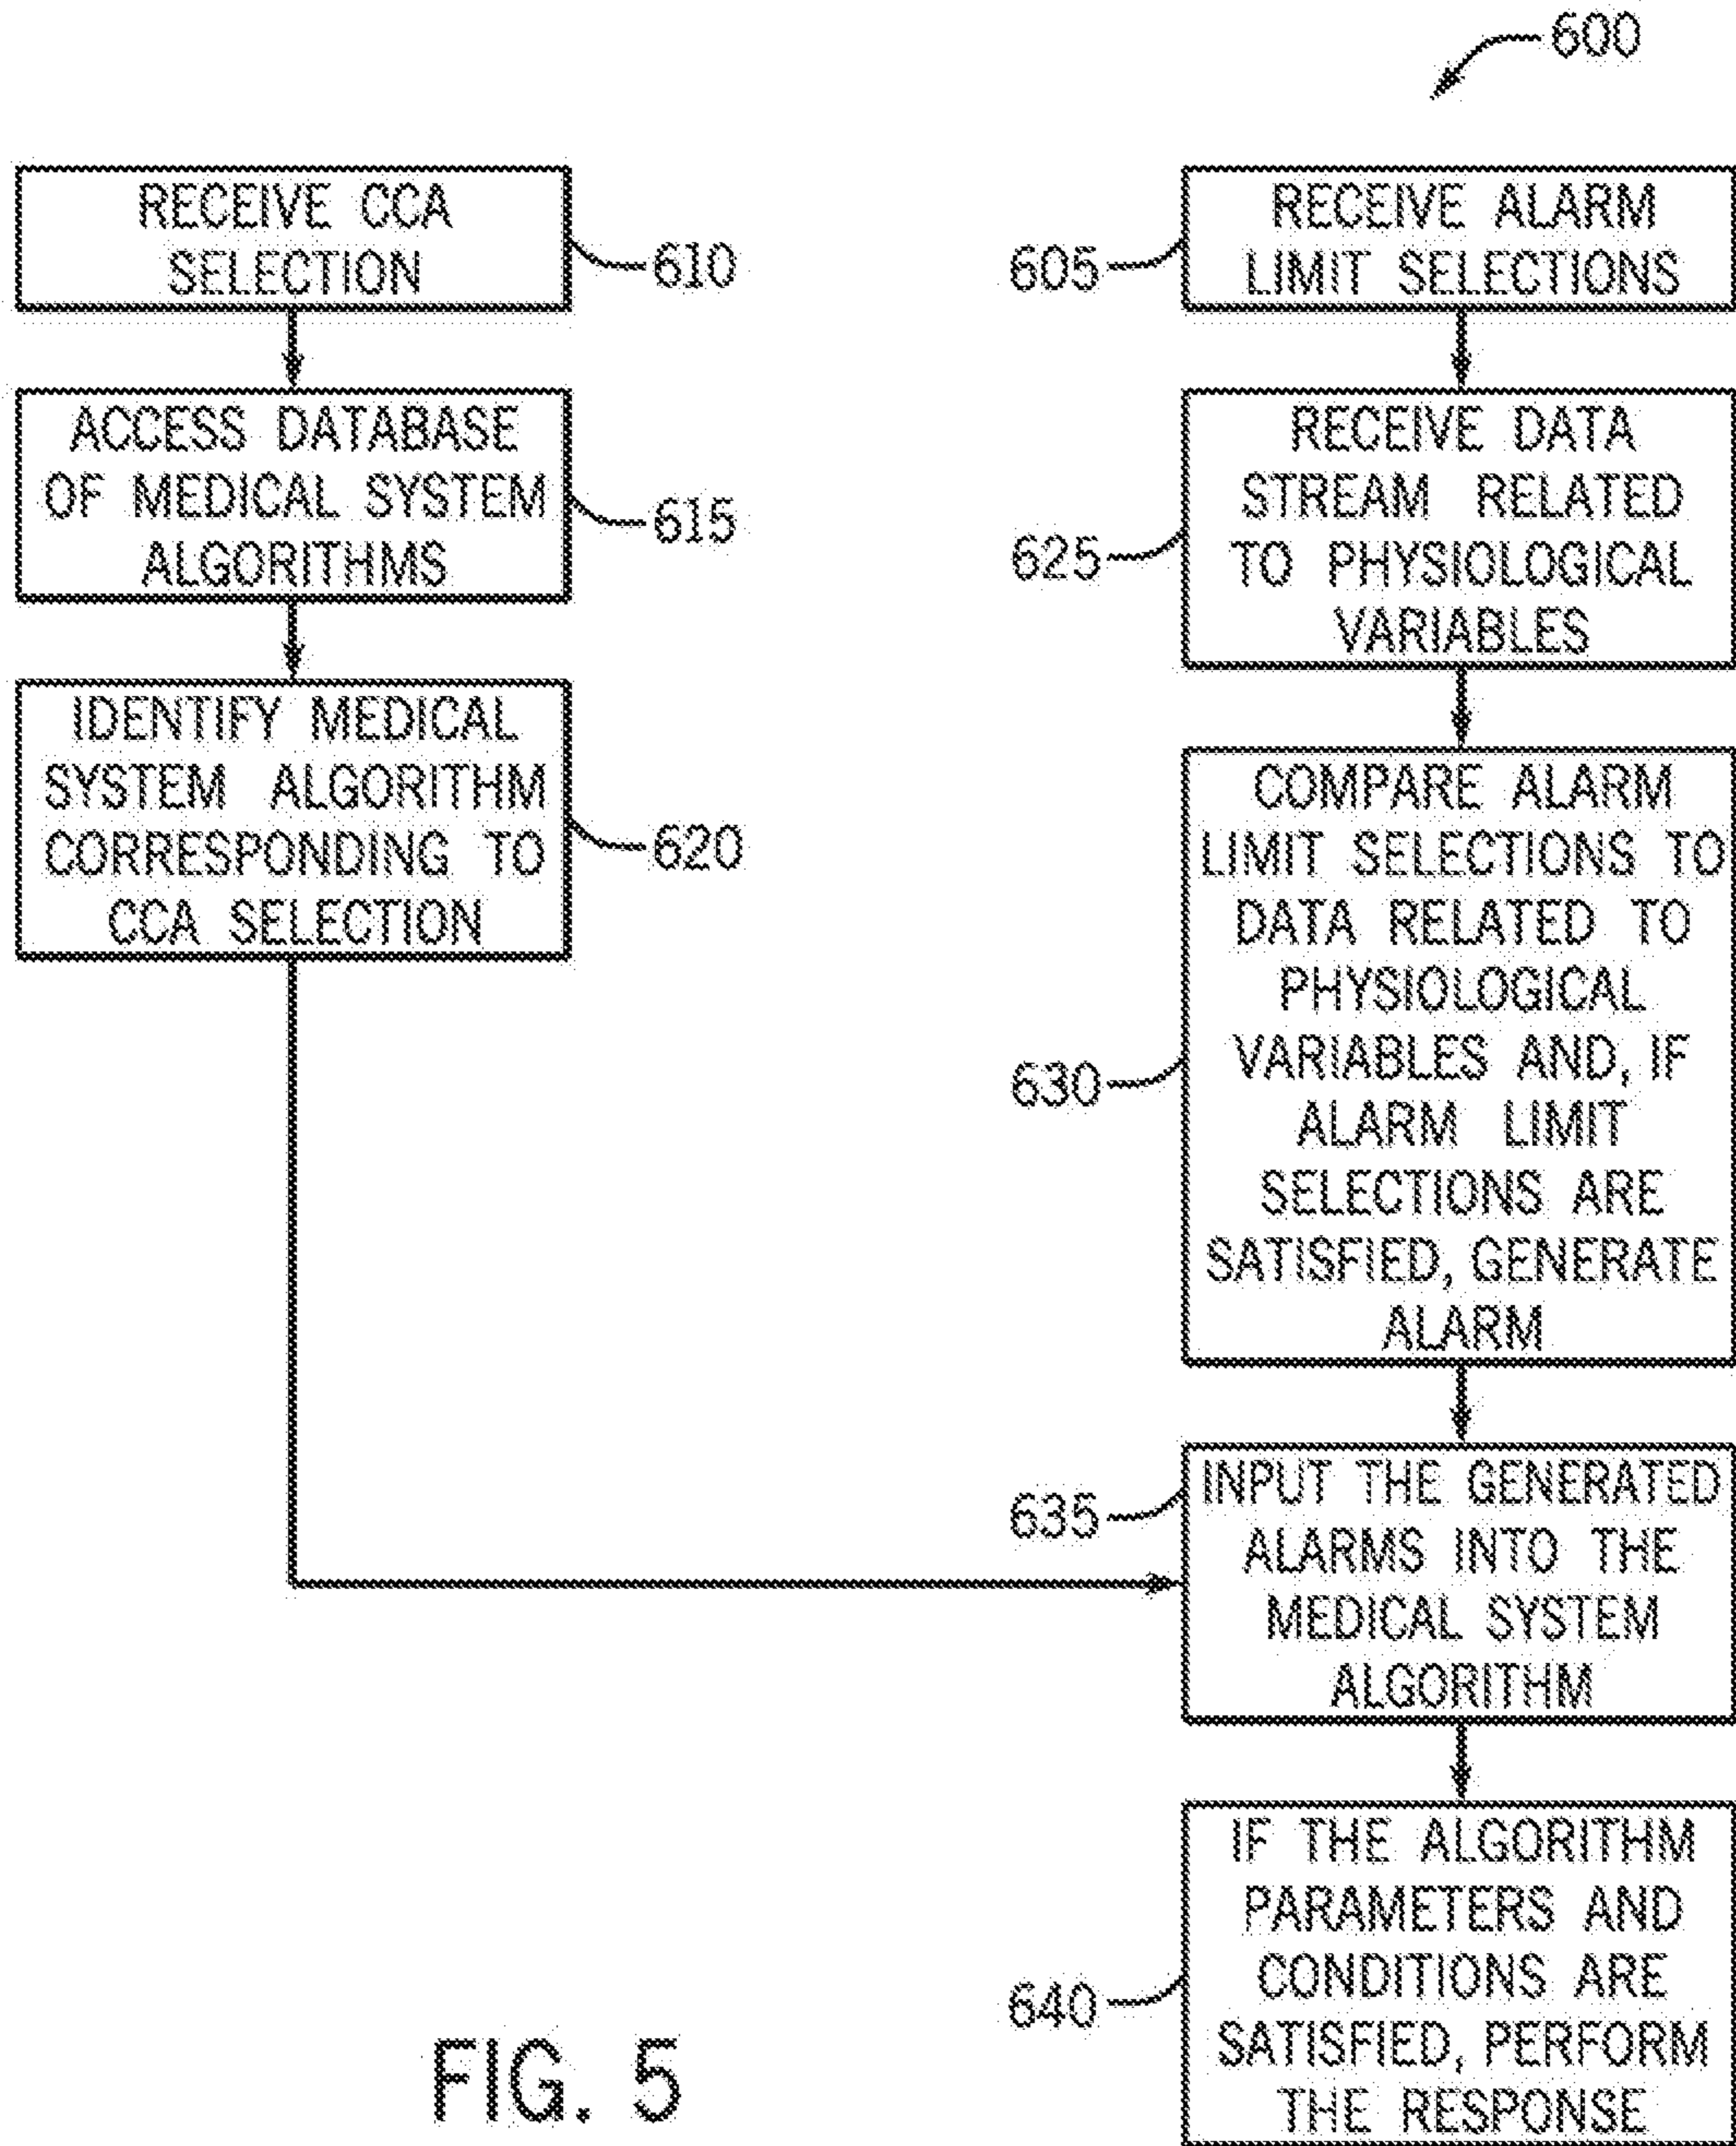 600
RECEIVE CCA
SELECTION
610
ACCESS DATABASE
OF MEDICAL SYSTEM
ALGORITHMS
615
IDENTIFY MEDICAL
SYSTEM ALGORITHM
CORRESPONDING TO
CCA SELECTION
620
RECEIVE ALARM
LIMIT SELECTIONS
605
RECEIVE DATA
STREAM RELATED
TO PHYSIOLOGICAL
VARIABLES
625
COMPARE ALARM
LIMIT SELECTIONS TO
DATA RELATED TO
PHYSIOLOGICAL
VARIABLES AND, IF
ALARM LIMIT
SELECTIONS ARE
SATISFIED, GENERATE
ALARM
630
INPUT THE GENERATED
ALARMS INTO THE
MEDICAL SYSTEM
ALGORITHM
635
IF THE ALGORITHM
PARAMETERS AND
CONDITIONS ARE
SATISFIED, PERFORM
THE RESPONSE
640
FIG. 5